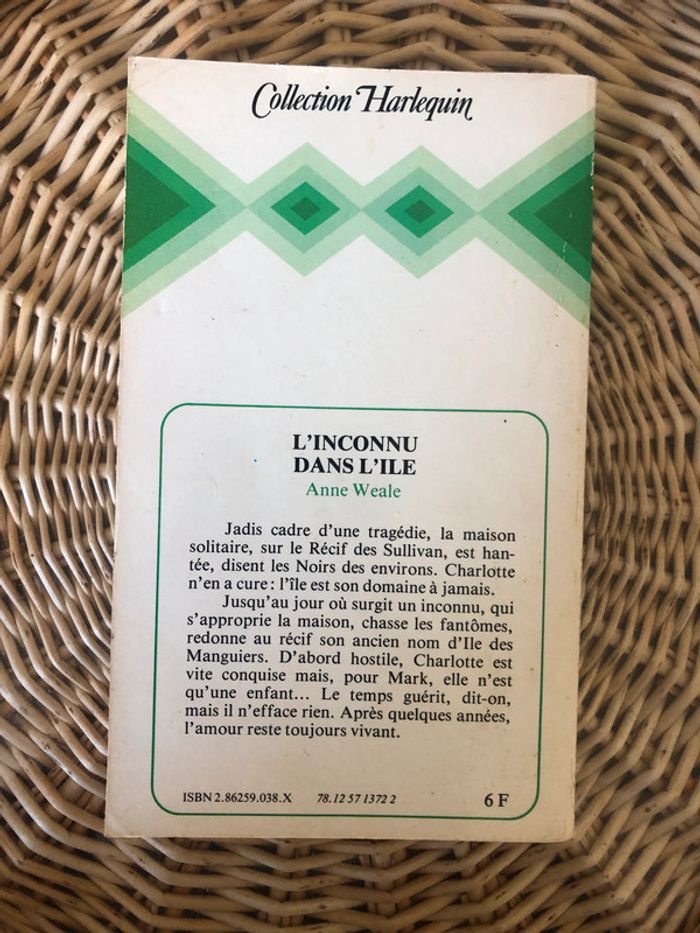 Collection Harlequin
L'INCONNU
DANS L'ILE
Anne Weale
Jadis cadre d'une tragédie, la maison
solitaire, sur le Récif des Sullivan, est han-
tée, disent les Noirs des environs. Charlotte
n'en a cure : l'île est son domaine à jamais.
Jusqu'au jour où surgit un inconnu, qui
s'approprie la maison, chasse les fantômes,
redonne au récif son ancien nom d'Ile des
Manguiers. D'abord hostile, Charlotte est
vite conquise mais, pour Mark, elle n'est
qu'une enfant... Le temps guérit, dit-on,
mais il n'efface rien. Après quelques années,
l'amour reste toujours vivant.
ISBN 2.86259.038.X 78.12 57 1372 2 6 F